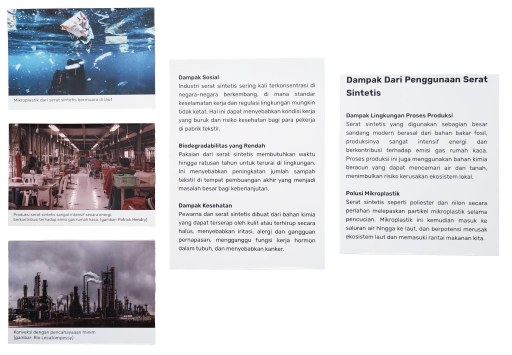 Mikroplastik dari serat sintetis bermuara di laut
Produksi serat sintetis sangat intensif secara energi
berkontribusi terhadap emisi gas rumah kaca (gambar: Patrick Hendry)
Koneksi dengan pencahayaan minim
(gambar:
Dampak Sosial
Industri serat sintetis sering kali terkonsentrasi di
negara-negara berkembang, di mana standar
keselamatan kerja dan regulasi lingkungan mungkin
tidak ketat. Hal ini dapat menyebabkan kondisi kerja
yang buruk dan risiko kesehatan bagi para pekerja
di pabrik tekstil.
Biodegradabilitas yang Rendah
Pakaian dari serat sintetis membutuhkan waktu
hingga ratusan tahun untuk terurai di lingkungan.
Ini menyebabkan peningkatan jumlah sampah
tekstil di tempat pembuangan akhir yang menjadi
masalah besar bagi keberlanjutan.
Dampak Kesehatan
Pewarna dan serat sintetis dibuat dari bahan kimia
yang dapat terserap oleh kulit atau terhirup secara
halus, menyebabkan iritasi, alergi dan gangguan
pernapasan, mengganggu fungsi kerja hormon
dalam tubuh, dan menyebabkan kanker.
Dampak Dari Penggunaan Serat
Sintetis
Dampak Lingkungan Proses Produksi
Serat sintetis yang digunakan sebagian besar
sandang modern berasal dari bahan bakar fosil,
produksinya sangat intensif energi dan
berkontribusi terhadap emisi gas rumah kaca.
Proses produksi ini juga menggunakan bahan kimia
beracun yang dapat mencemari air dan tanah,
menimbulkan risiko kerusakan ekosistem lokal.
Polusi Mikroplastik
Serat sintetis seperti poliester dan nilon secara
perlahan melepaskan partikel mikroplastik selama
pencucian. Mikroplastik ini kemudian masuk ke
saluran air hingga ke laut, dan berpotensi merusak
ekosistem laut dan memasuki rantai makanan kita.